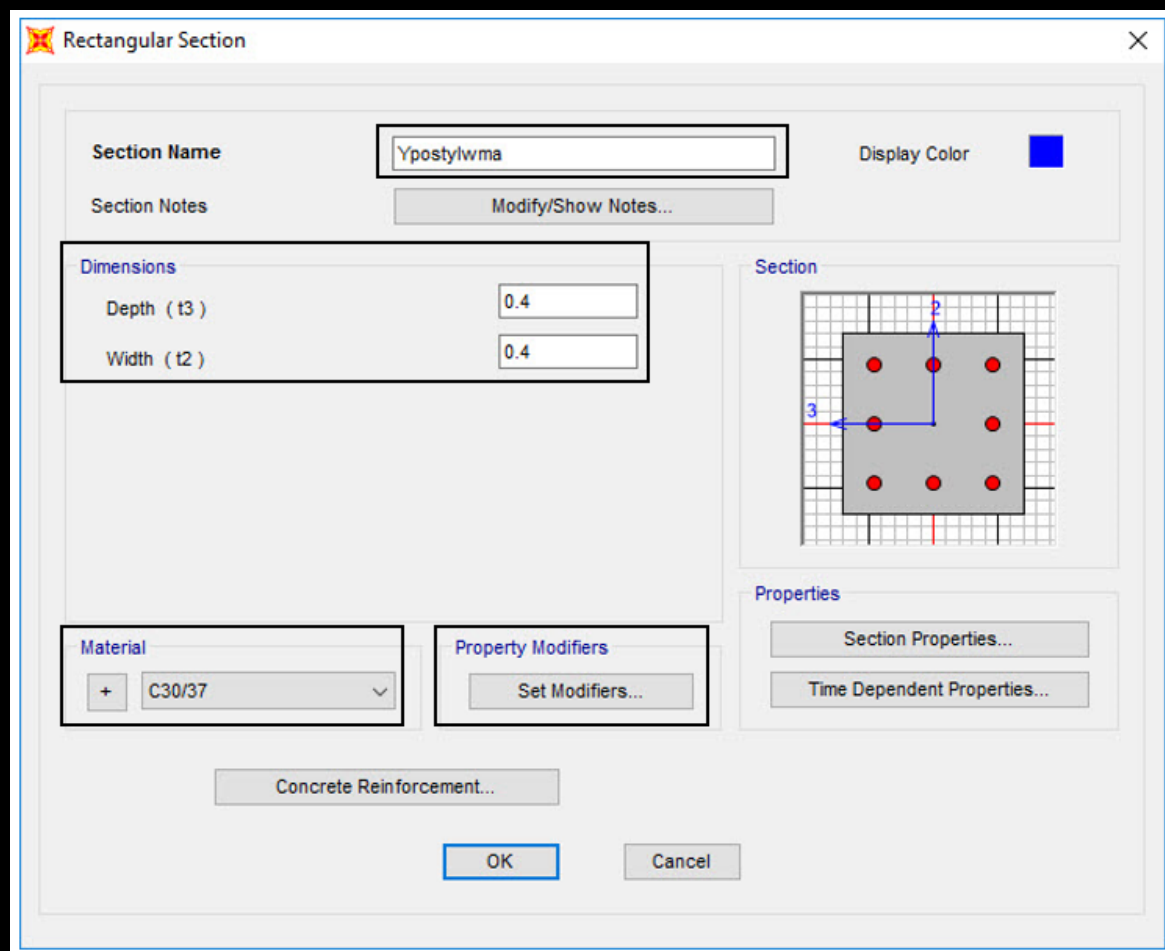 Rectangular Section
Section Name
Ypostylwma
Display Color
Section Notes
Modify/Show Notes...
Dimensions
Depth ( t3 )
0.4
Width ( t2 )
0.4
Section
2
3
Properties
Section Properties...
Time Dependent Properties...
Material
+
C30/37
Property Modifiers
Set Modifiers...
Concrete Reinforcement...
OK
Cancel